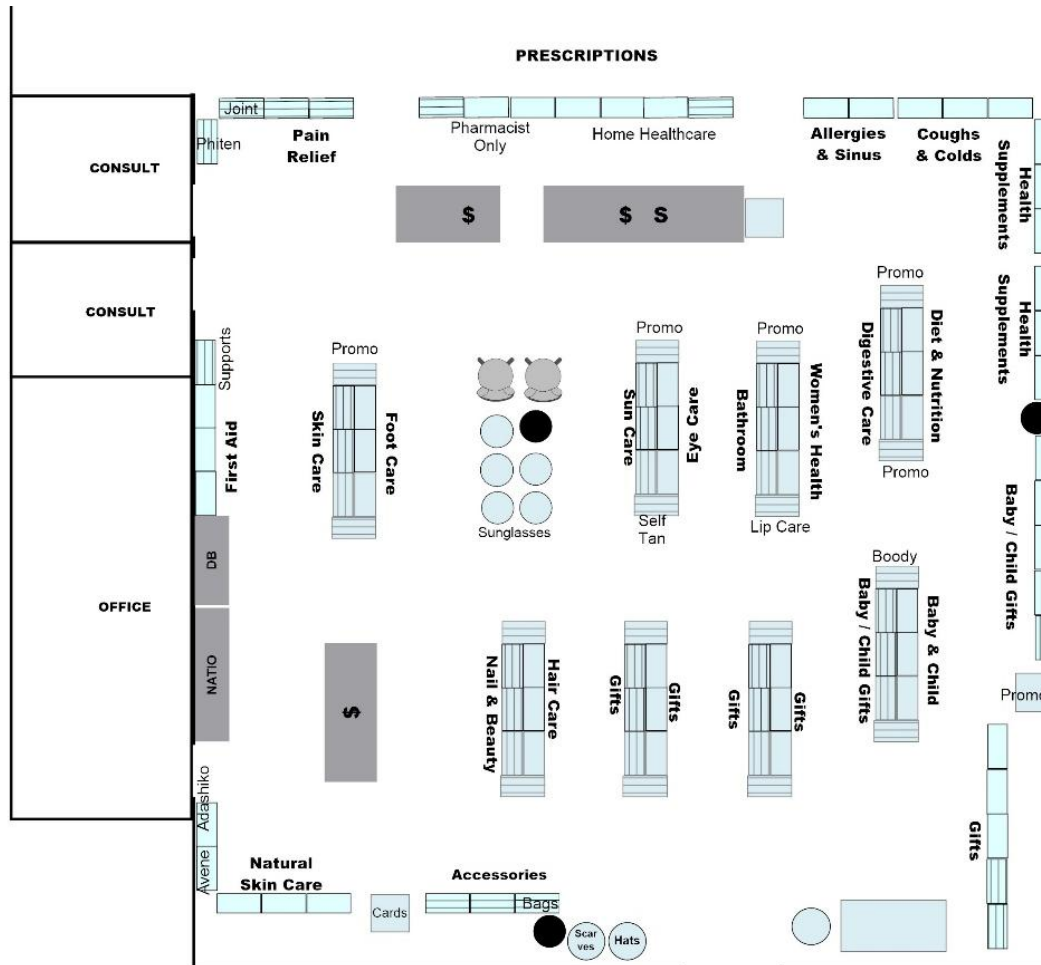 PRESCRIPTIONS
Joint
Phiten
Pain
Relief
Pharmacist
Only
Home Healthcare
Allergies
& Sinus
Coughs
& Colds
Health
Supplements
CONSULT
$
$ S
CONSULT
Supports
First Aid
Promo
Skin Care
Foot Care
Sunglasses
Promo
Sun Care
Eye Care
Self
Tan
Promo
Bathroom
Women's Health
Lip Care
Promo
Digestive Care
Diet & Nutrition
Promo
Health
Supplements
Baby / Child Gifts
OFFICE
DB
NATIO
$
Nail & Beauty
Hair Care
Gifts
Gifts
Gifts
Gifts
Boody
Baby / Child Gifts
Baby & Child
Promo
Adashiko
Avene
Natural
Skin Care
Cards
Accessories
Bags
Scar
ves
Hats
Gifts